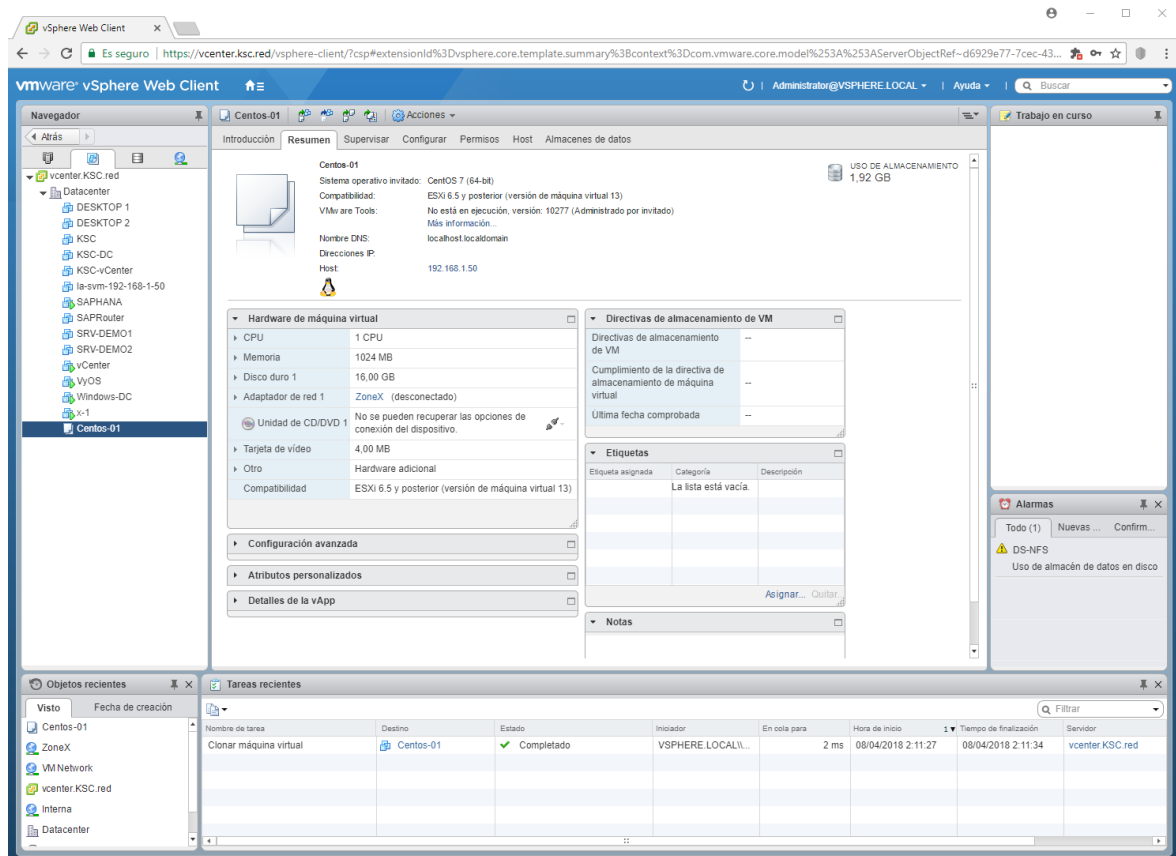 vSphere Web Client
Es seguro | https://vcenter.ksc.red/vsphere-client/?csp#extensionId%3Dvsphere.core.template.summary%3Bcontext%3Dcom.vmware.core.model%253A%253AServerObjectRef~d6929e77-7cec-43...
vmware® vSphere Web Client
Administrator@VSPHERE.LOCAL
Ayuda
Buscar
Navegador
Atrás
vcenter.KSC.red
Datacenter
DESKTOP 1
DESKTOP 2
KSC
KSC-DC
KSC-vCenter
la-svm-192-168-1-50
SAPHANA
SAPRouter
SRV-DEMO1
SRV-DEMO2
vCenter
VyOS
Windows-DC
x-1
Centos-01
Centos-01
Acciones
Introducción Resumen Supervisar Configurar Permisos Host Almacenes de datos
Centos-01
Sistema operativo invitado: CentOS 7 (64-bit)
Compatibilidad: ESXi 6.5 y posterior (versión de máquina virtual 13)
VMware Tools: No está en ejecución, versión: 10277 (Administrado por invitado)
Más información...
Nombre DNS: localhost.localdomain
Direcciones IP:
Host: 192.168.1.50
USO DE ALMACENAMIENTO
1,92 GB
Hardware de máquina virtual
CPU 1 CPU
Memoria 1024 MB
Disco duro 1 16,00 GB
Adaptador de red 1 ZoneX (desconectado)
Unidad de CD/DVD 1 No se pueden recuperar las opciones de
conexión del dispositivo.
Tarjeta de vídeo 4,00 MB
Otro Hardware adicional
Compatibilidad ESXi 6.5 y posterior (versión de máquina virtual 13)
Configuración avanzada
Atributos personalizados
Detalles de la vApp
Directivas de almacenamiento de VM
Directivas de almacenamiento --
de VM
Cumplimiento de la directiva de
almacenamiento de máquina --
virtual
Última fecha comprobada --
Etiquetas
Etiqueta asignada Categoría Descripción
La lista está vacía.
Asignar... Quitar
Notas
Trabajo en curso
Alarmas
Todo (1) Nuevas ... Confirm...
DS-NFS
Uso de almacén de datos en disco
Objetos recientes
Visto Fecha de creación
Centos-01
ZoneX
VM Network
vcenter.KSC.red
Interna
Datacenter
Tareas recientes
Filtrar
Nombre de tarea Destino Estado Iniciador En cola para Hora de inicio 1 Tiempo de finalización Servidor
Clonar máquina virtual Centos-01 Completado VSPHERE.LOCAL\\... 2 ms 08/04/2018 2:11:27 08/04/2018 2:11:34 vcenter.KSC.red